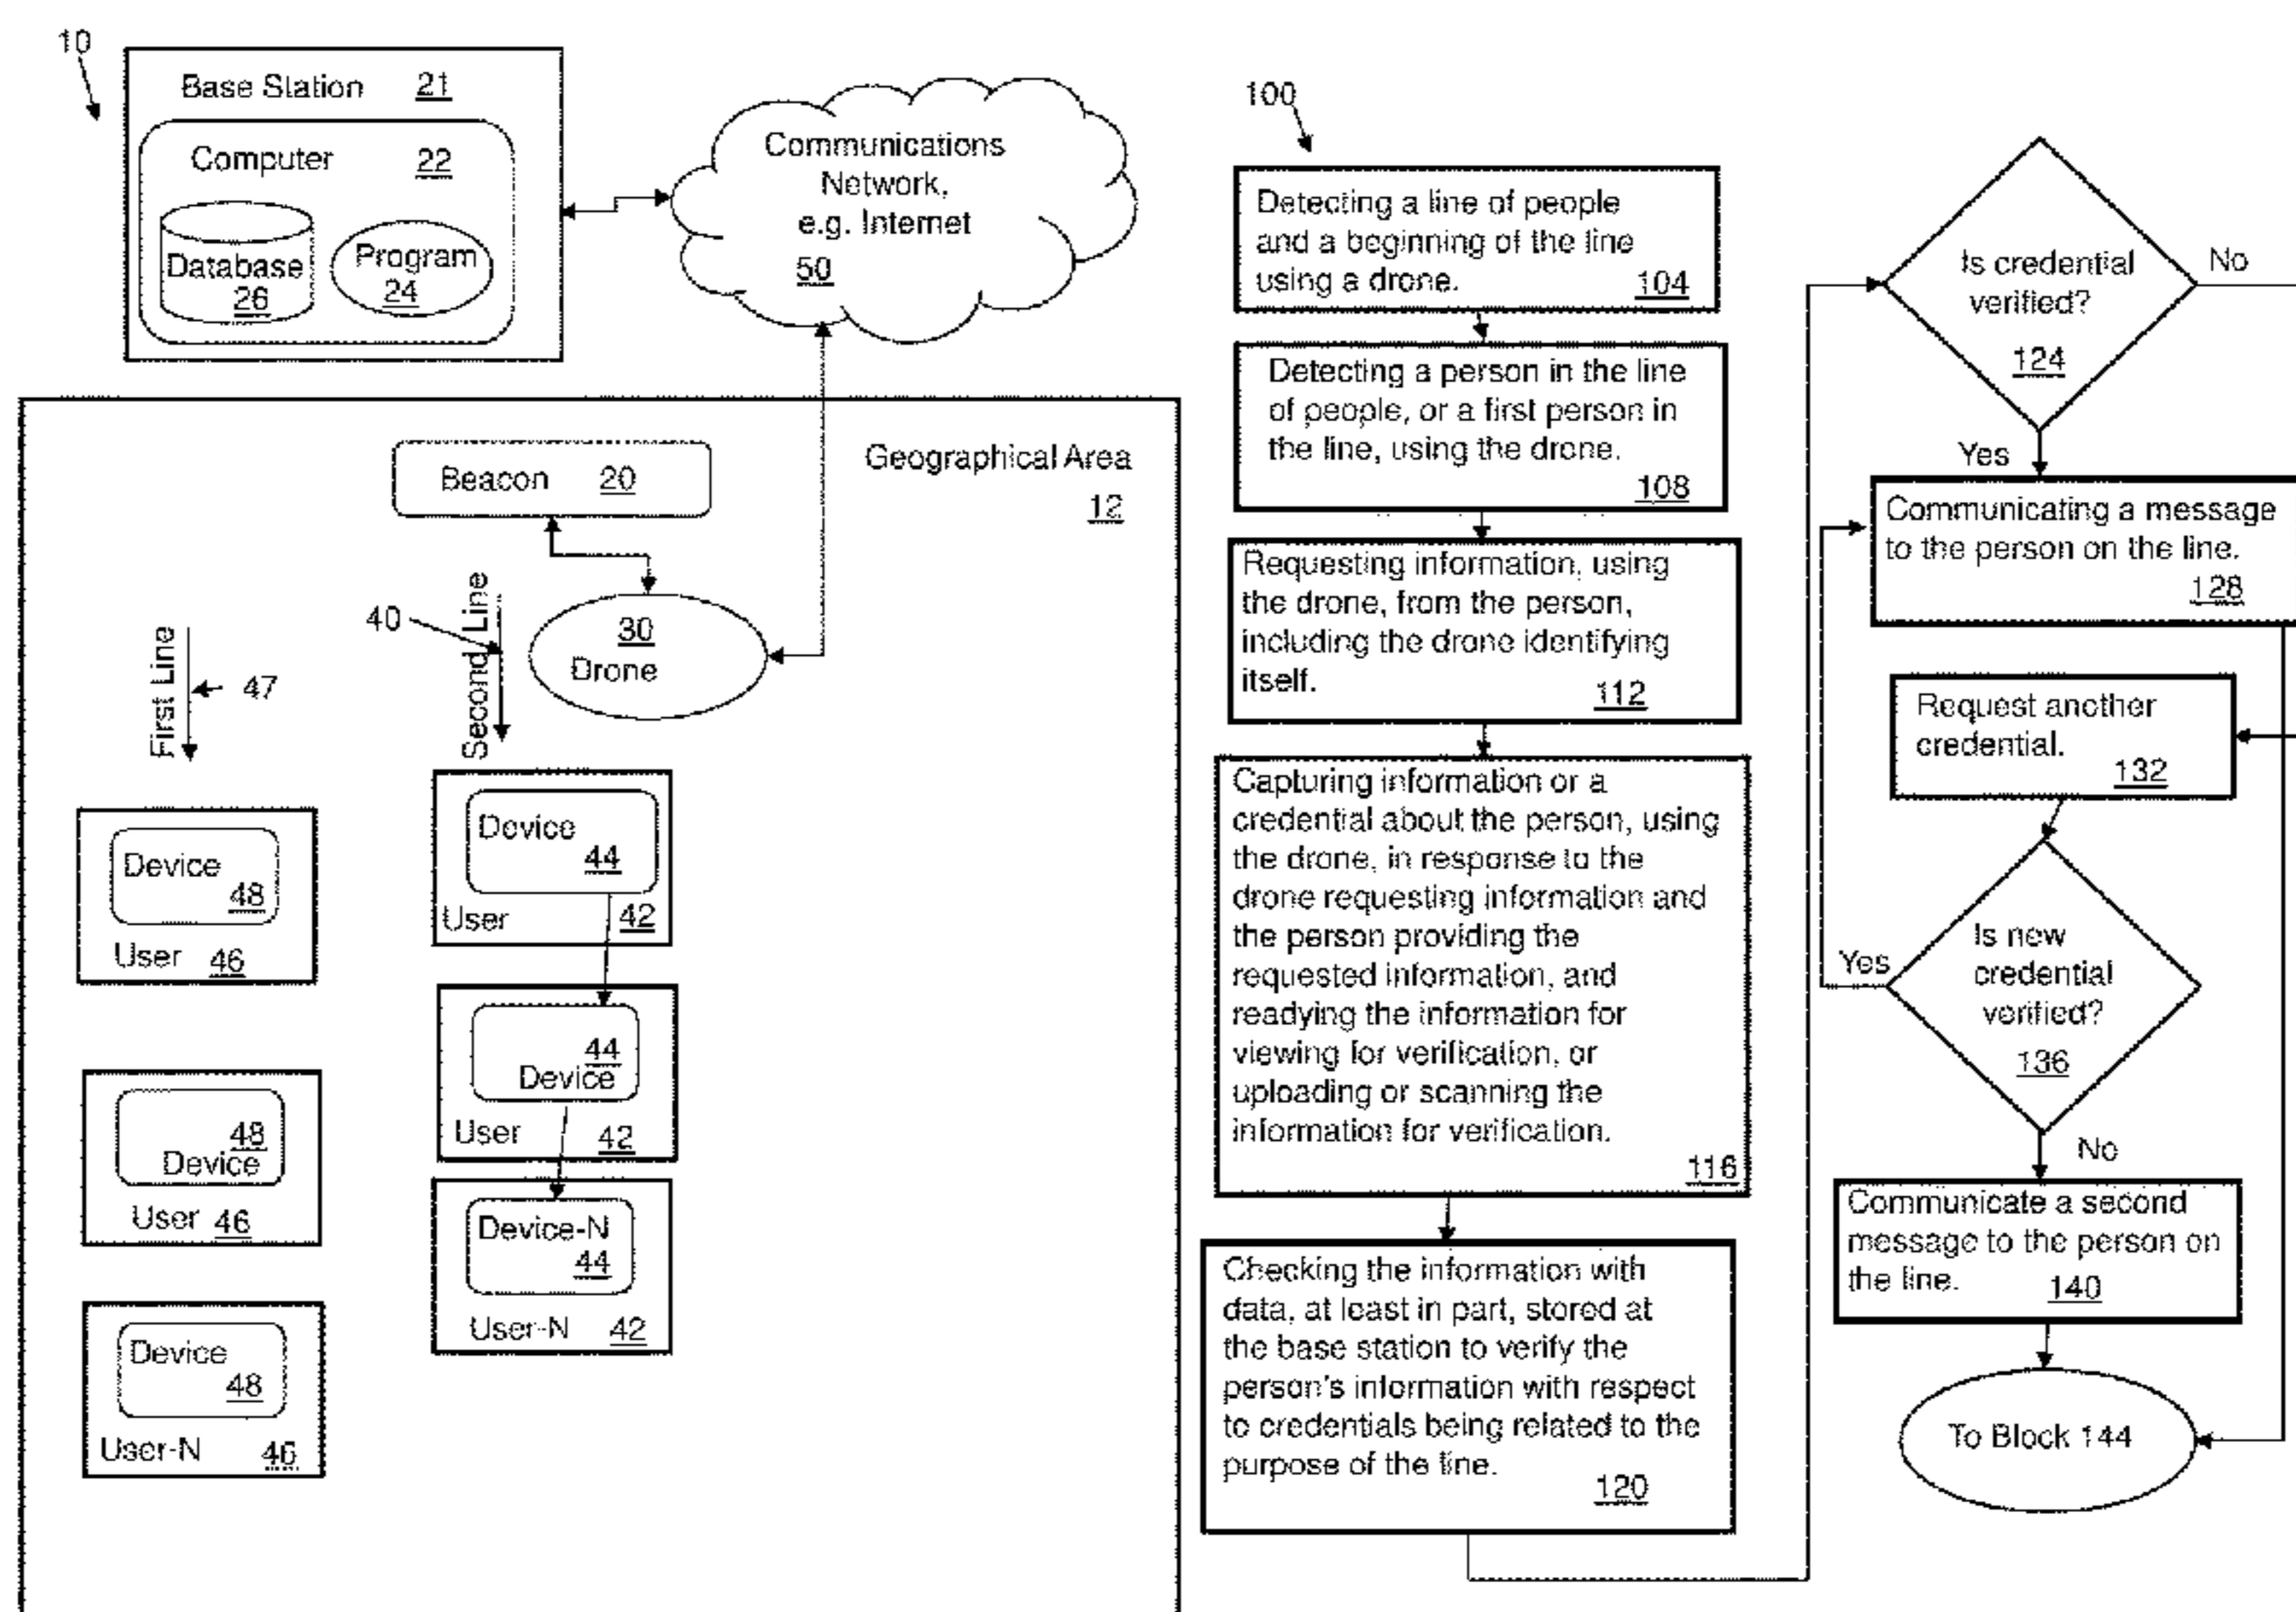 10
Base Station 21
Computer 22
Database
26
Program
24
Communications
Network,
e.g. Internet
50
Geographical Area
12
Beacon 20
30
Drone
40
Second Line
First Line
47
Device
44
User 42
Device
48
User 46
44
Device
User 42
48
Device
User 46
Device-N
44
User-N 42
Device
48
User-N 46
100
Detecting a line of people
and a beginning of the line
using a drone. 104
Detecting a person in the line
of people, or a first person in
the line, using the drone.
108
Requesting information, using
the drone, from the person,
including the drone identifying
itself. 112
Capturing information or a
credential about the person, using
the drone, in response to the
drone requesting information and
the person providing the
requested information, and
readying the information for
viewing for verification, or
uploading or scanning the
information for verification.
116
Checking the information with
data, at least in part, stored at
the base station to verify the
person's information with respect
to credentials being related to the
purpose of the line.
120
Is credential
verified?
124
No
Yes
Communicating a message
to the person on the line.
128
Request another
credential.
132
Is new
credential
verified?
136
Yes
No
Communicate a second
message to the person on
the line. 140
To Block 144